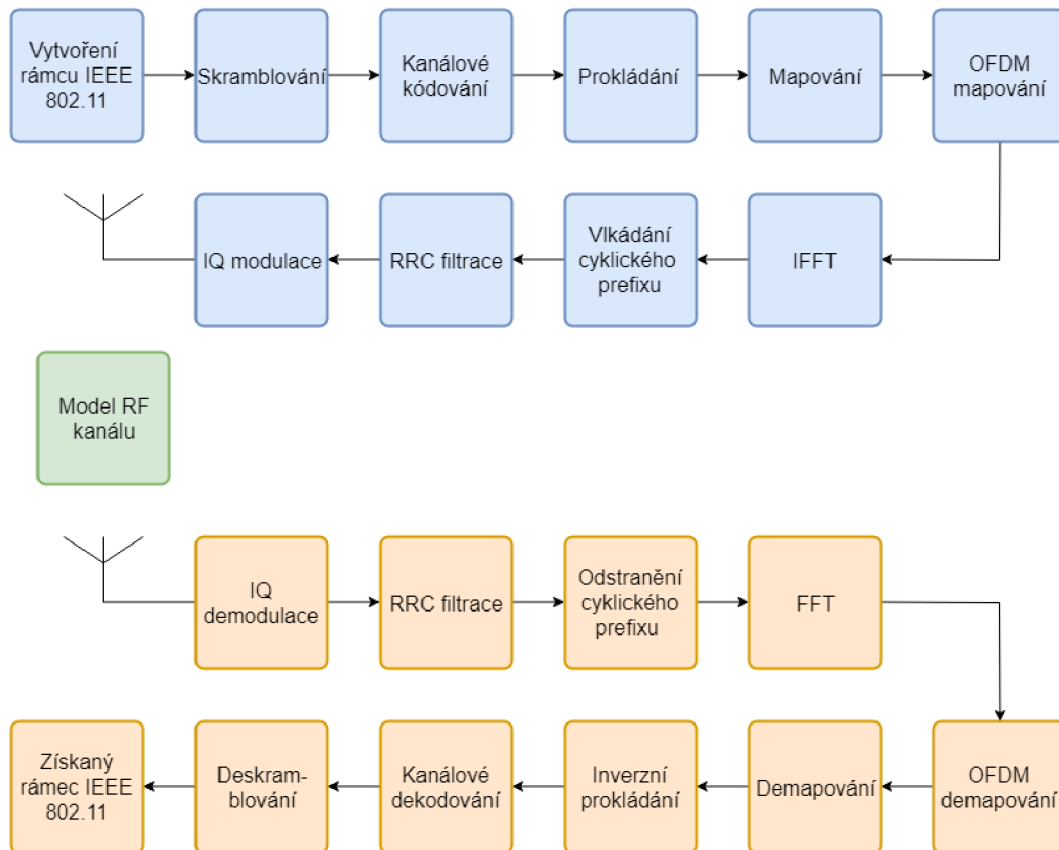 Vytvoření
rámcu IEEE
802.11
Skramblování
Kanálové
kódování
Prokládání
Mapování
OFDM
mapování
IQ modulace
RRC filtrace
Vlkádání
cyklického
prefixu
IFFT
Model RF
kanálu
IQ
demodulace
RRC filtrace
Odstranění
cyklického
prefixu
FFT
Získaný
rámec IEEE
802.11
Deskram-
blování
Kanálové
dekodování
Inverzní
prokládání
Demapování
OFDM
demapování